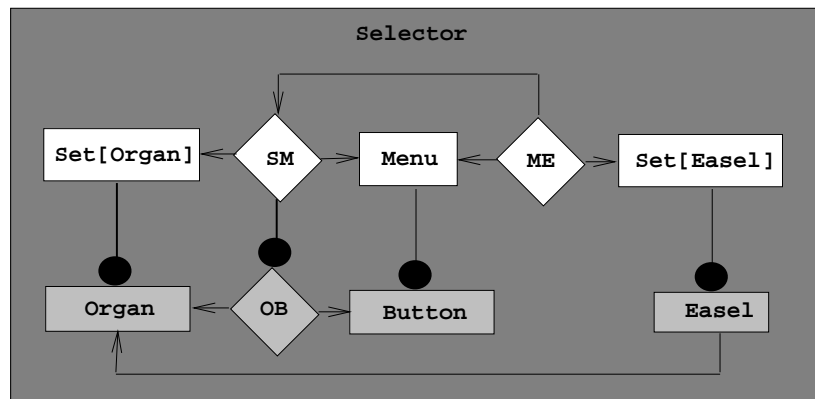 Selector
Set[Organ]
SM
Menu
ME
Set[Easel]
Organ
OB
Button
Easel